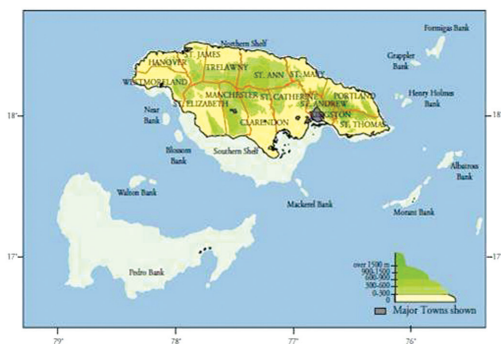 Formigas Bank
Northern Shelf
Grappler
Bank
ST. JAMES
HANOVER
TRELAWNY
ST. ANN
ST. MARY
WESTMORELAND
MANCHESTER
ST. CATHERINE
PORTLAND
Henry Holmes
Bank
ST. ELIZABETH
ST. ANDREW
KINGSTON
Near
Bank
18°
CLARENDON
ST. THOMAS
18°
Blossom
Bank
Southern Shelf
Albatross
Bank
Walton Bank
Mackerel Bank
Morant Bank
17°
17°
Pedro Bank
over 1500 m
900-1500
600-900
300-600
0-300
0
Major Towns shown
79°
78°
77°
76°